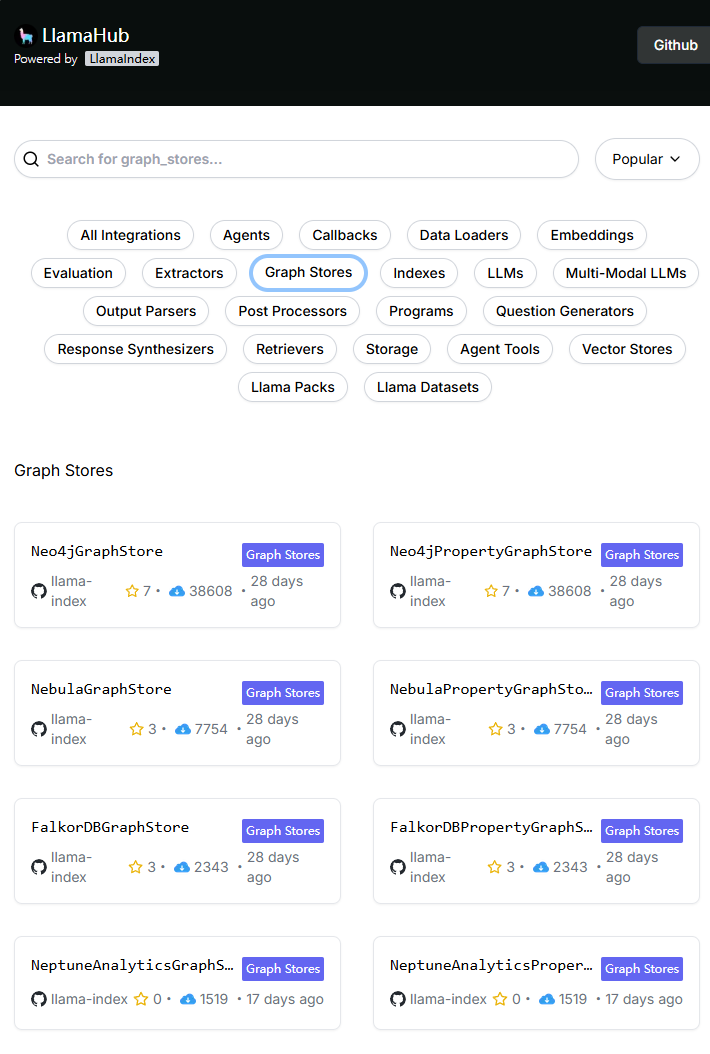 LlamaHub
Powered by LlamaIndex
Github
Search for graph_stores...
Popular
All Integrations Agents Callbacks Data Loaders Embeddings
Evaluation Extractors Graph Stores Indexes LLMs Multi-Modal LLMs
Output Parsers Post Processors Programs Question Generators
Response Synthesizers Retrievers Storage Agent Tools Vector Stores
Llama Packs Llama Datasets
Graph Stores
Neo4jGraphStore Graph Stores
llama-
index 7 • 38608 • 28 days
ago
Neo4jPropertyGraphStore Graph Stores
llama-
index 7 • 38608 • 28 days
ago
NebulaGraphStore Graph Stores
llama-
index 3 • 7754 • 28 days
ago
NebulaPropertyGraphSto... Graph Stores
llama-
index 3 • 7754 • 28 days
ago
FalkorDBGraphStore Graph Stores
llama-
index 3 • 2343 • 28 days
ago
FalkorDBPropertyGraphS... Graph Stores
llama-
index 3 • 2343 • 28 days
ago
NeptuneAnalyticsGraphS... Graph Stores
llama-index 0 • 1519 • 17 days ago
NeptuneAnalyticsProper... Graph Stores
llama-index 0 • 1519 • 17 days ago